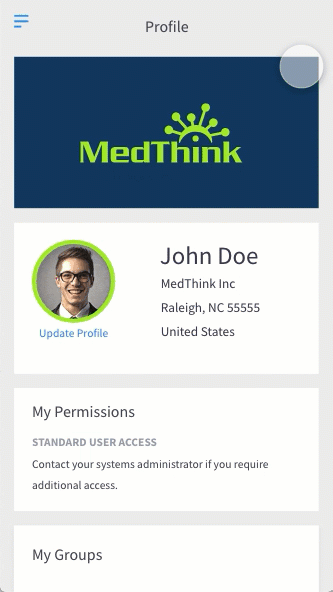 Profile
MedThink
John Doe
MedThink Inc
Raleigh, NC 55555
United States
Update Profile
My Permissions
STANDARD USER ACCESS
Contact your systems administrator if you require
additional access.
My Groups